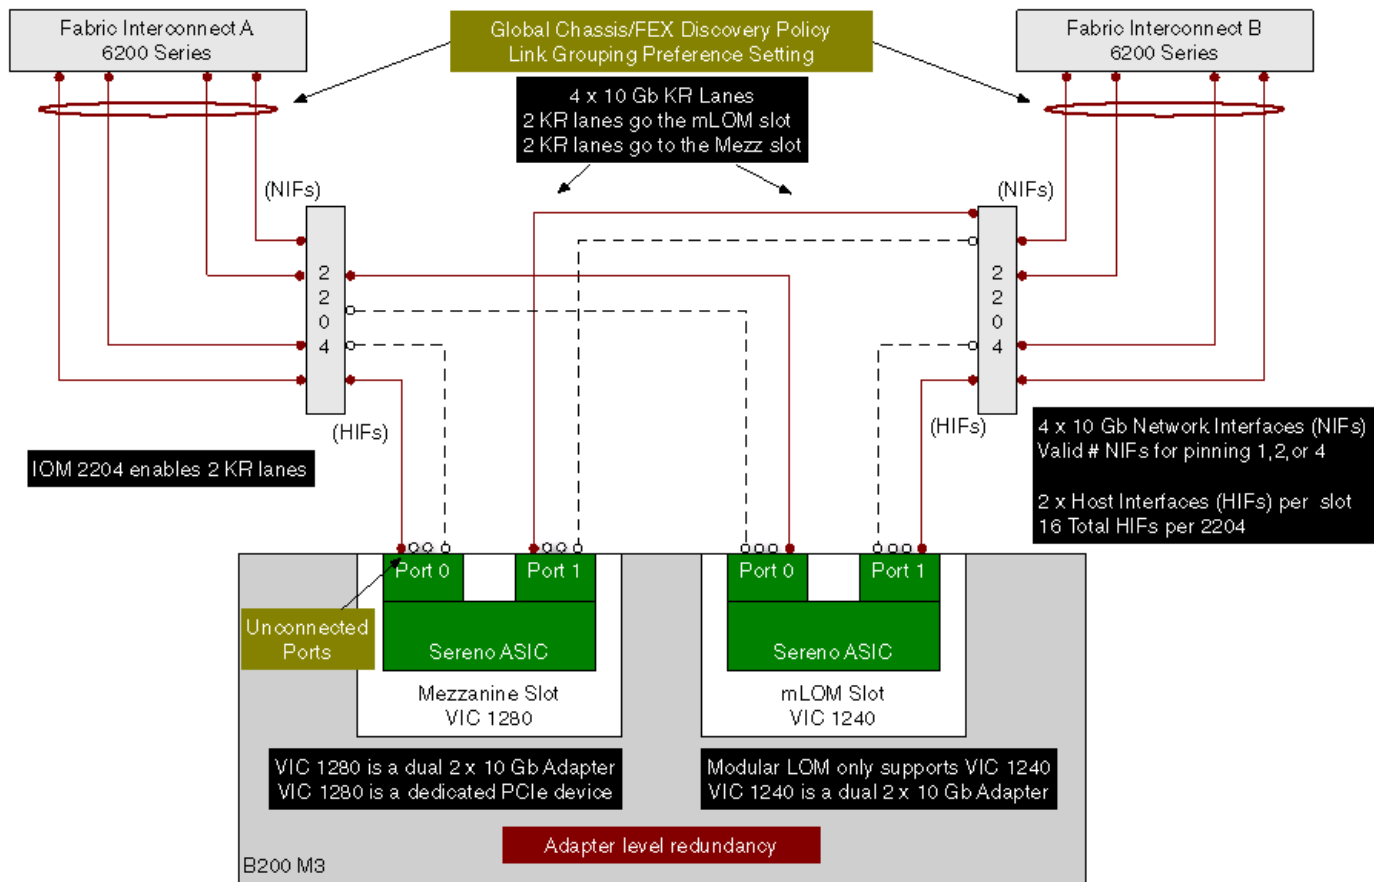 Fabric Interconnect A
6200 Series
Global Chassis/FEX Discovery Policy
Link Grouping Preference Setting
Fabric Interconnect B
6200 Series
4 x 10 Gb KR Lanes
2 KR lanes go the mLOM slot
2 KR lanes go to the Mezz slot
(NIFs)
(NIFs)
2
2
0
4
2
2
0
4
(HIFs)
(HIFs)
IOM 2204 enables 2 KR lanes
4 x 10 Gb Network Interfaces (NIFs)
Valid # NIFs for pinning 1,2,or 4
2 x Host Interfaces (HIFs) per slot
16 Total HIFs per 2204
Port 0
Port 1
Port 0
Port 1
Unconnected
Ports
Sereno ASIC
Sereno ASIC
Mezzanine Slot
VIC 1280
mLOM Slot
VIC 1240
VIC 1280 is a dual 2 x 10 Gb Adapter
VIC 1280 is a dedicated PCIe device
Modular LOM only supports VIC 1240
VIC 1240 is a dual 2 x 10 Gb Adapter
Adapter level redundancy
B200 M3